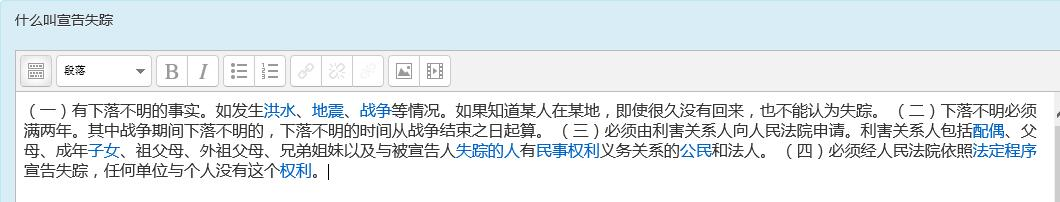 什么叫宣告失踪
段落 B I
（一）有下落不明的事实。如发生洪水、地震、战争等情况。如果知道某人在某地，即使很久没有回来，也不能认为失踪。 （二）下落不明必须
满两年。其中战争期间下落不明的，下落不明的时间从战争结束之日起算。 （三）必须由利害关系人向人民法院申请。利害关系人包括配偶、父
母、成年子女、祖父母、外祖父母、兄弟姐妹以及与被宣告人失踪的人有民事权利义务关系的公民和法人。 （四）必须经人民法院依照法定程序
宣告失踪，任何单位与个人没有这个权利。